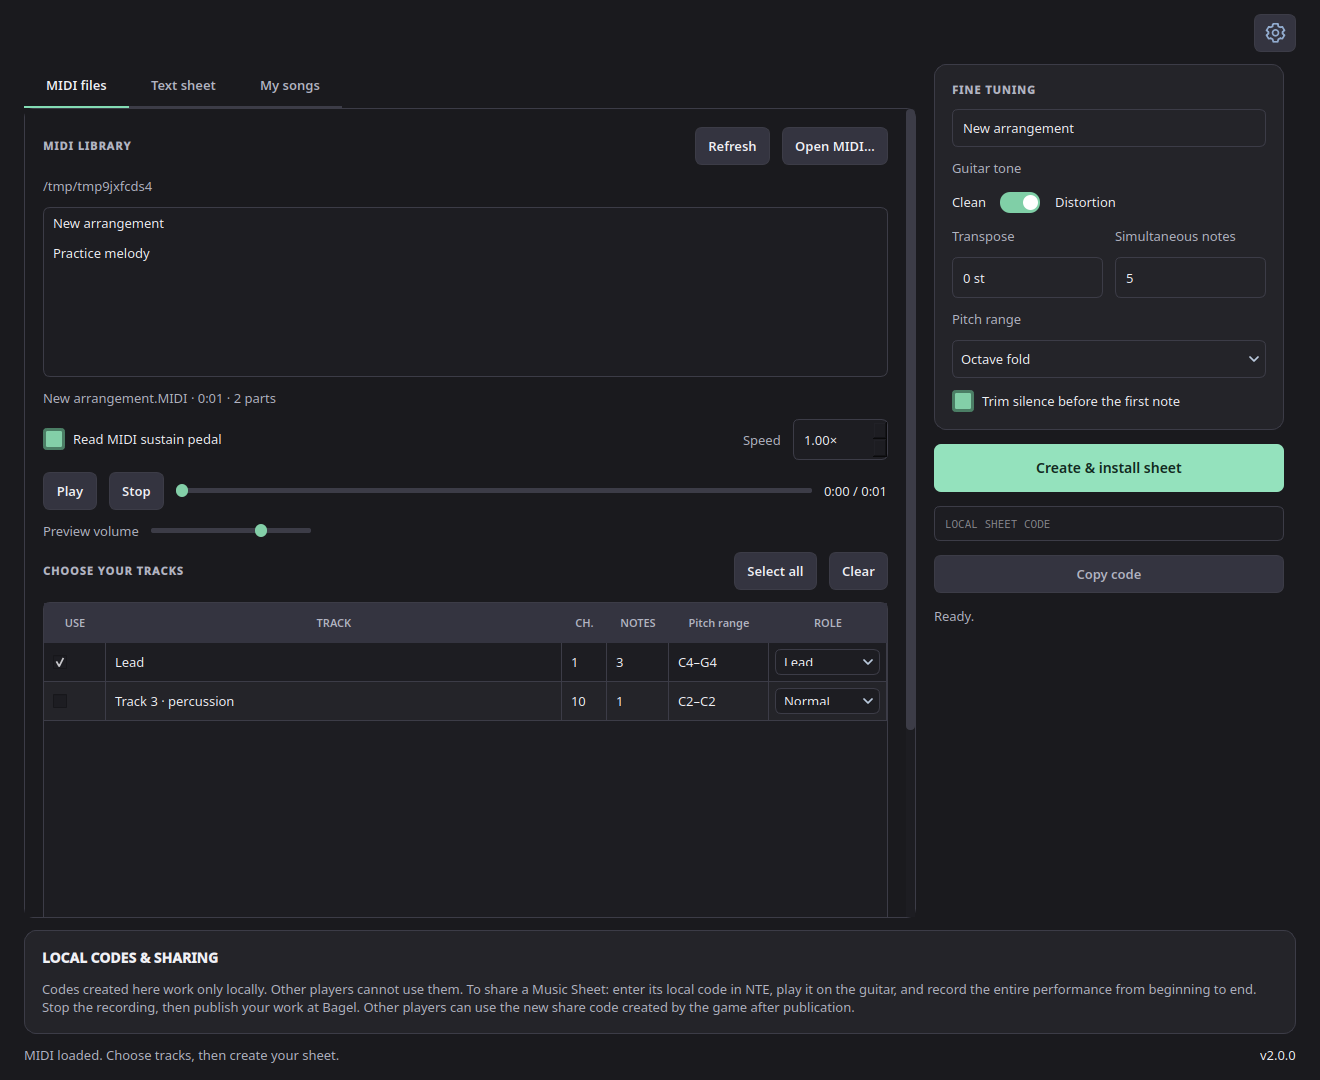 MIDI files Text sheet My songs
MIDI LIBRARY Refresh Open MIDI...
/tmp/tmp9jxfcds4
New arrangement
Practice melody
New arrangement.MIDI · 0:01 · 2 parts
Read MIDI sustain pedal Speed 1.00×
Play Stop 0:00 / 0:01
Preview volume
CHOOSE YOUR TRACKS Select all Clear
USE TRACK CH. NOTES Pitch range ROLE
Lead 1 3 C4–G4 Lead
Track 3 · percussion 10 1 C2–C2 Normal
FINE TUNING
New arrangement
Guitar tone
Clean Distortion
Transpose Simultaneous notes
0 st 5
Pitch range
Octave fold
Trim silence before the first note
Create & install sheet
LOCAL SHEET CODE
Copy code
Ready.
LOCAL CODES & SHARING
Codes created here work only locally. Other players cannot use them. To share a Music Sheet: enter its local code in NTE, play it on the guitar, and record the entire performance from beginning to end.
Stop the recording, then publish your work at Bagel. Other players can use the new share code created by the game after publication.
MIDI loaded. Choose tracks, then create your sheet. v2.0.0